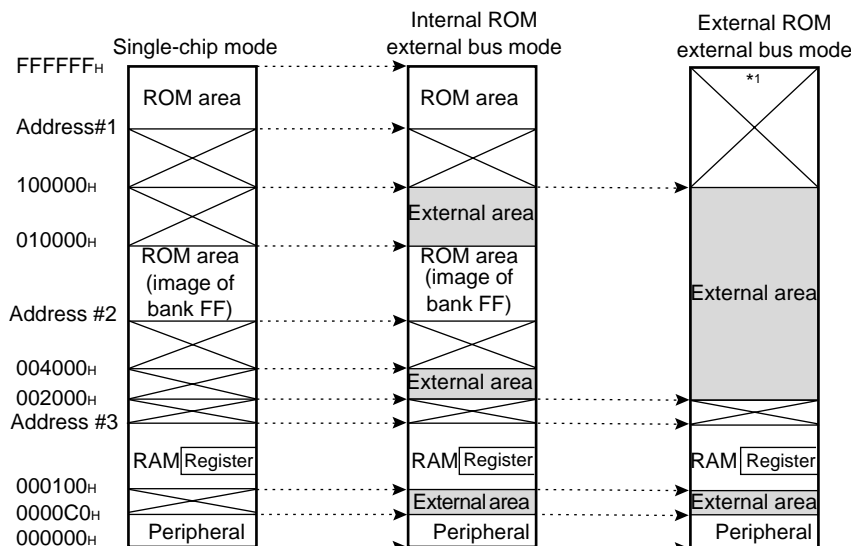 Single-chip mode
Internal ROM
external bus mode
External ROM
external bus mode
FFFFFFH
ROM area
ROM area
*1
Address#1
100000H
External area
010000H
ROM area
(image of
bank FF)
ROM area
(image of
bank FF)
External area
Address #2
004000H
External area
002000H
Address #3
RAM Register
RAM Register
RAM Register
000100H
External area
External area
0000C0H
Peripheral
Peripheral
Peripheral
000000H